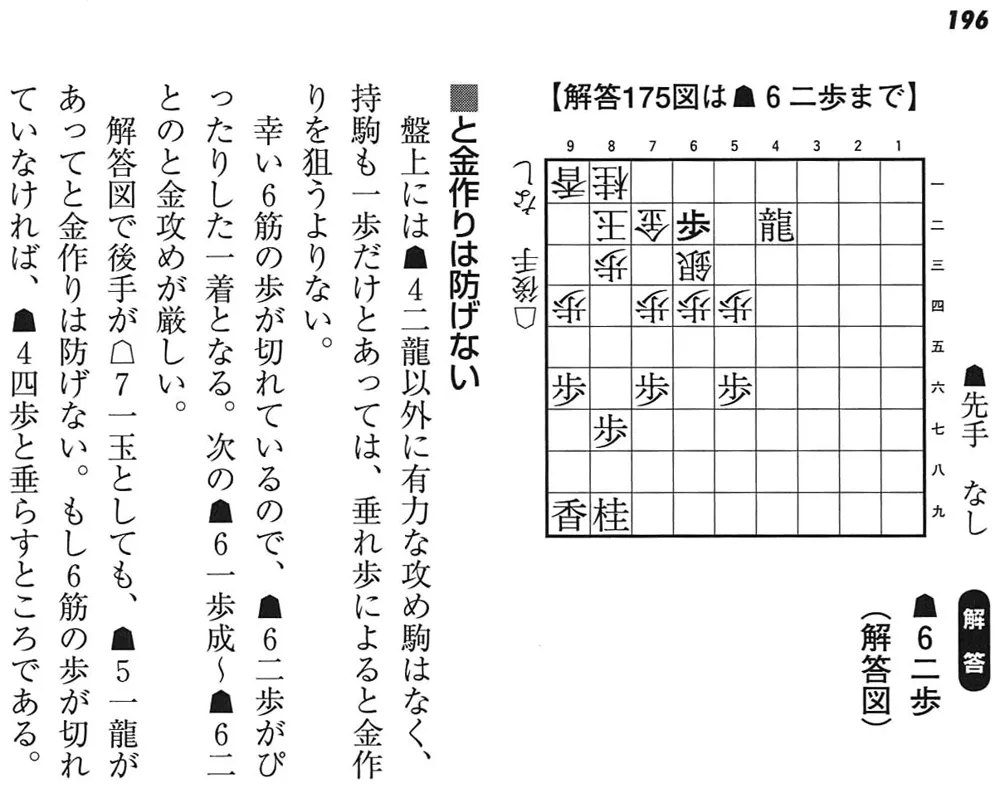 196
解答
☗6二歩
(解答図)
【解答175図は☗6二歩まで】
☖後手 なし
9 8 7 6 5 4 3 2 1
香桂 一
王金歩 龍 二
歩 銀 三
歩 歩歩歩 四
五
歩 歩 歩 六
歩 七
八
香桂 九
☗先手 なし
■と金作りは防げない
盤上には☗4二龍以外に有力な攻め駒はなく、
持駒も一歩だけとあっては、垂れ歩によると金作
りを狙うよりない。
幸い6筋の歩が切れているので、☗6二歩がぴ
ったりした一着となる。次の☗6一歩成〜☗6二
とのと金攻めが厳しい。
解答図で後手が☖7一玉としても、☗5一龍が
あってと金作りは防げない。もし6筋の歩が切れ
ていなければ、☗4四歩と垂らすところである。